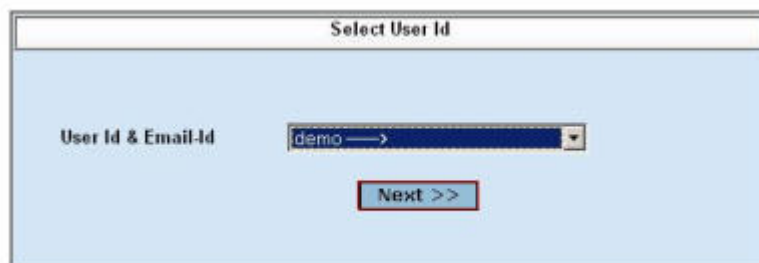 Select User Id
User Id & Email-Id
demo ---->
Next >>